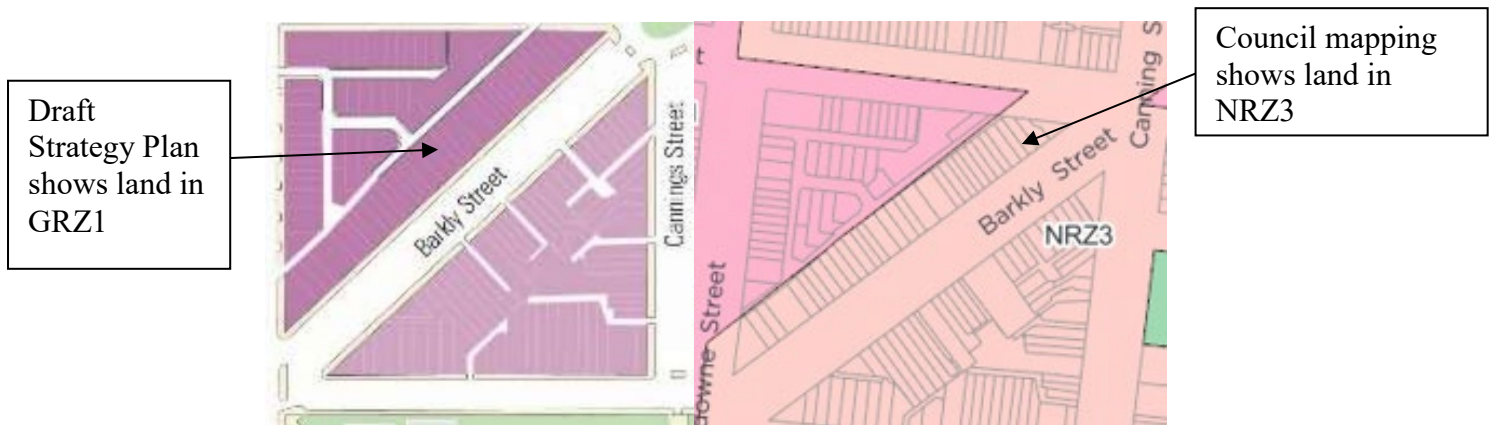 Draft
Strategy Plan
shows land in
GRZ1
Barkly Street
Cannings Street
t
downe Street
Barkly Street
NRZ3
Canning S
Council mapping
shows land in
NRZ3